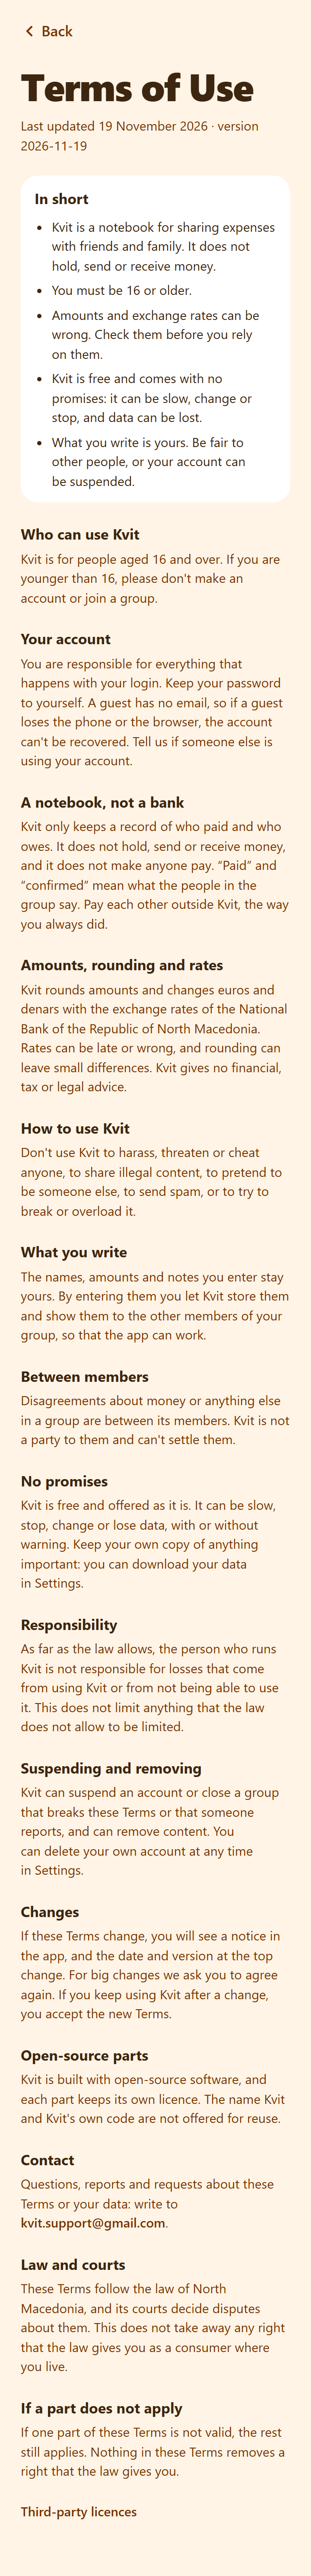 Back
Terms of Use
Last updated 19 November 2026 · version
2026-11-19
In short
• Kvit is a notebook for sharing expenses
with friends and family. It does not
hold, send or receive money.
• You must be 16 or older.
• Amounts and exchange rates can be
wrong. Check them before you rely
on them.
• Kvit is free and comes with no
promises: it can be slow, change or
stop, and data can be lost.
• What you write is yours. Be fair to
other people, or your account can
be suspended.
Who can use Kvit
Kvit is for people aged 16 and over. If you are
younger than 16, please don't make an
account or join a group.
Your account
You are responsible for everything that
happens with your login. Keep your password
to yourself. A guest has no email, so if a guest
loses the phone or the browser, the account
can't be recovered. Tell us if someone else is
using your account.
A notebook, not a bank
Kvit only keeps a record of who paid and who
owes. It does not hold, send or receive money,
and it does not make anyone pay. “Paid” and
“confirmed” mean what the people in the
group say. Pay each other outside Kvit, the way
you always did.
Amounts, rounding and rates
Kvit rounds amounts and changes euros and
denars with the exchange rates of the National
Bank of the Republic of North Macedonia.
Rates can be late or wrong, and rounding can
leave small differences. Kvit gives no financial,
tax or legal advice.
How to use Kvit
Don't use Kvit to harass, threaten or cheat
anyone, to share illegal content, to pretend to
be someone else, to send spam, or to try to
break or overload it.
What you write
The names, amounts and notes you enter stay
yours. By entering them you let Kvit store them
and show them to the other members of your
group, so that the app can work.
Between members
Disagreements about money or anything else
in a group are between its members. Kvit is not
a party to them and can't settle them.
No promises
Kvit is free and offered as it is. It can be slow,
stop, change or lose data, with or without
warning. Keep your own copy of anything
important: you can download your data
in Settings.
Responsibility
As far as the law allows, the person who runs
Kvit is not responsible for losses that come
from using Kvit or from not being able to use
it. This does not limit anything that the law
does not allow to be limited.
Suspending and removing
Kvit can suspend an account or close a group
that breaks these Terms or that someone
reports, and can remove content. You
can delete your own account at any time
in Settings.
Changes
If these Terms change, you will see a notice in
the app, and the date and version at the top
change. For big changes we ask you to agree
again. If you keep using Kvit after a change,
you accept the new Terms.
Open-source parts
Kvit is built with open-source software, and
each part keeps its own licence. The name Kvit
and Kvit's own code are not offered for reuse.
Contact
Questions, reports and requests about these
Terms or your data: write to
kvit.support@gmail.com.
Law and courts
These Terms follow the law of North
Macedonia, and its courts decide disputes
about them. This does not take away any right
that the law gives you as a consumer where
you live.
If a part does not apply
If one part of these Terms is not valid, the rest
still applies. Nothing in these Terms removes a
right that the law gives you.
Third-party licences